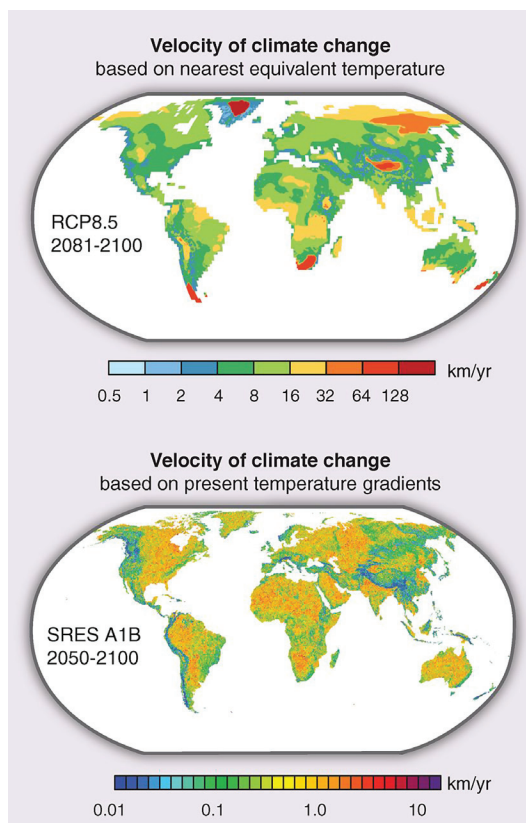 Velocity of climate change
based on nearest equivalent temperature
RCP8.5
2081-2100
km/yr
0.5 1 2 4 8 16 32 64 128
Velocity of climate change
based on present temperature gradients
SRES A1B
2050-2100
km/yr
0.01 0.1 1.0 10